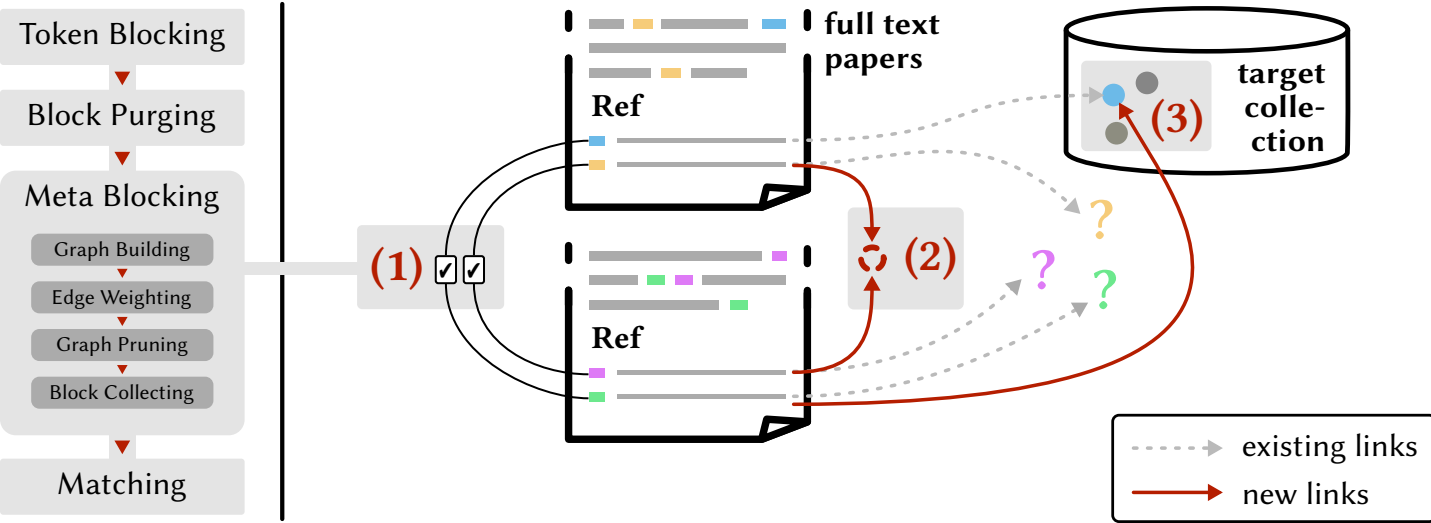 Token Blocking
Block Purging
Meta Blocking
Graph Building
Edge Weighting
Graph Pruning
Block Collecting
Matching
(1)
✓ ✓
full text
papers
Ref
Ref
(2)
target
colle-
ction
(3)
?
?
?
existing links
new links